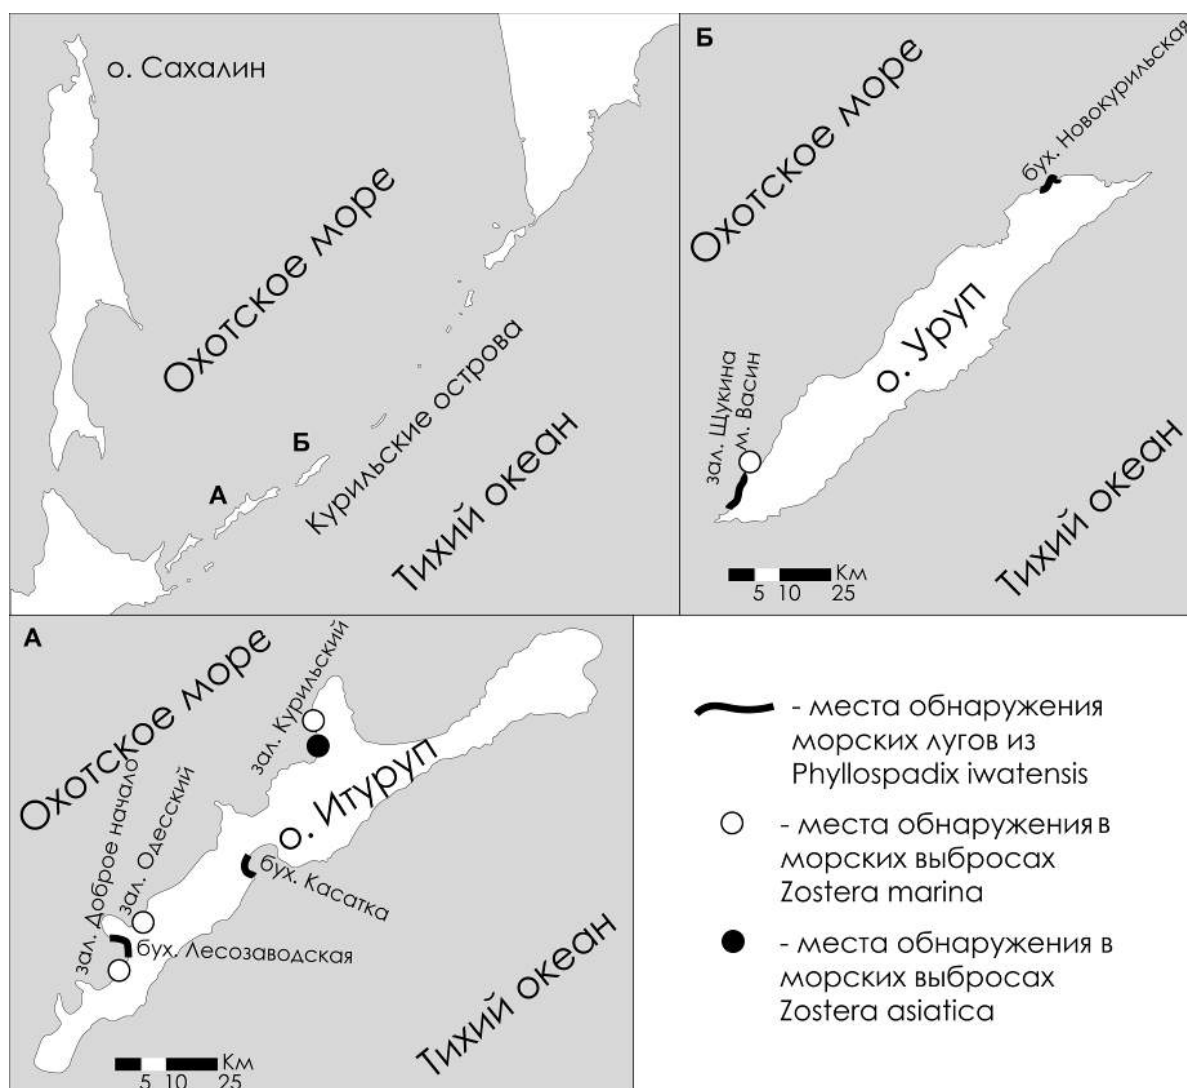 о. Сахалин
Охотское море
Б
А
Курильские острова
Тихий океан
Б
Охотское море
бух. Новокурильская
о. Уруп
зал. Щукина
м. Васин
Тихий океан
Км
5 10 25
А
Охотское море
зал. Курильский
о. Итуруп
зал. Доброе начало
зал. Одесский
бух. Касатка
бух. Лесозаводская
Тихий океан
Км
5 10 25
- места обнаружения
морских лугов из
Phyllospadix iwatensis
- места обнаружения в
морских выбросах
Zostera marina
- места обнаружения в
морских выбросах
Zostera asiatica